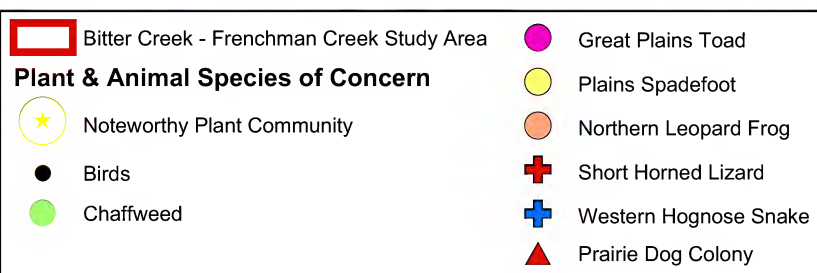 Bitter Creek - Frenchman Creek Study Area
Plant & Animal Species of Concern
Noteworthy Plant Community
Birds
Chaffweed
Great Plains Toad
Plains Spadefoot
Northern Leopard Frog
Short Horned Lizard
Western Hognose Snake
Prairie Dog Colony